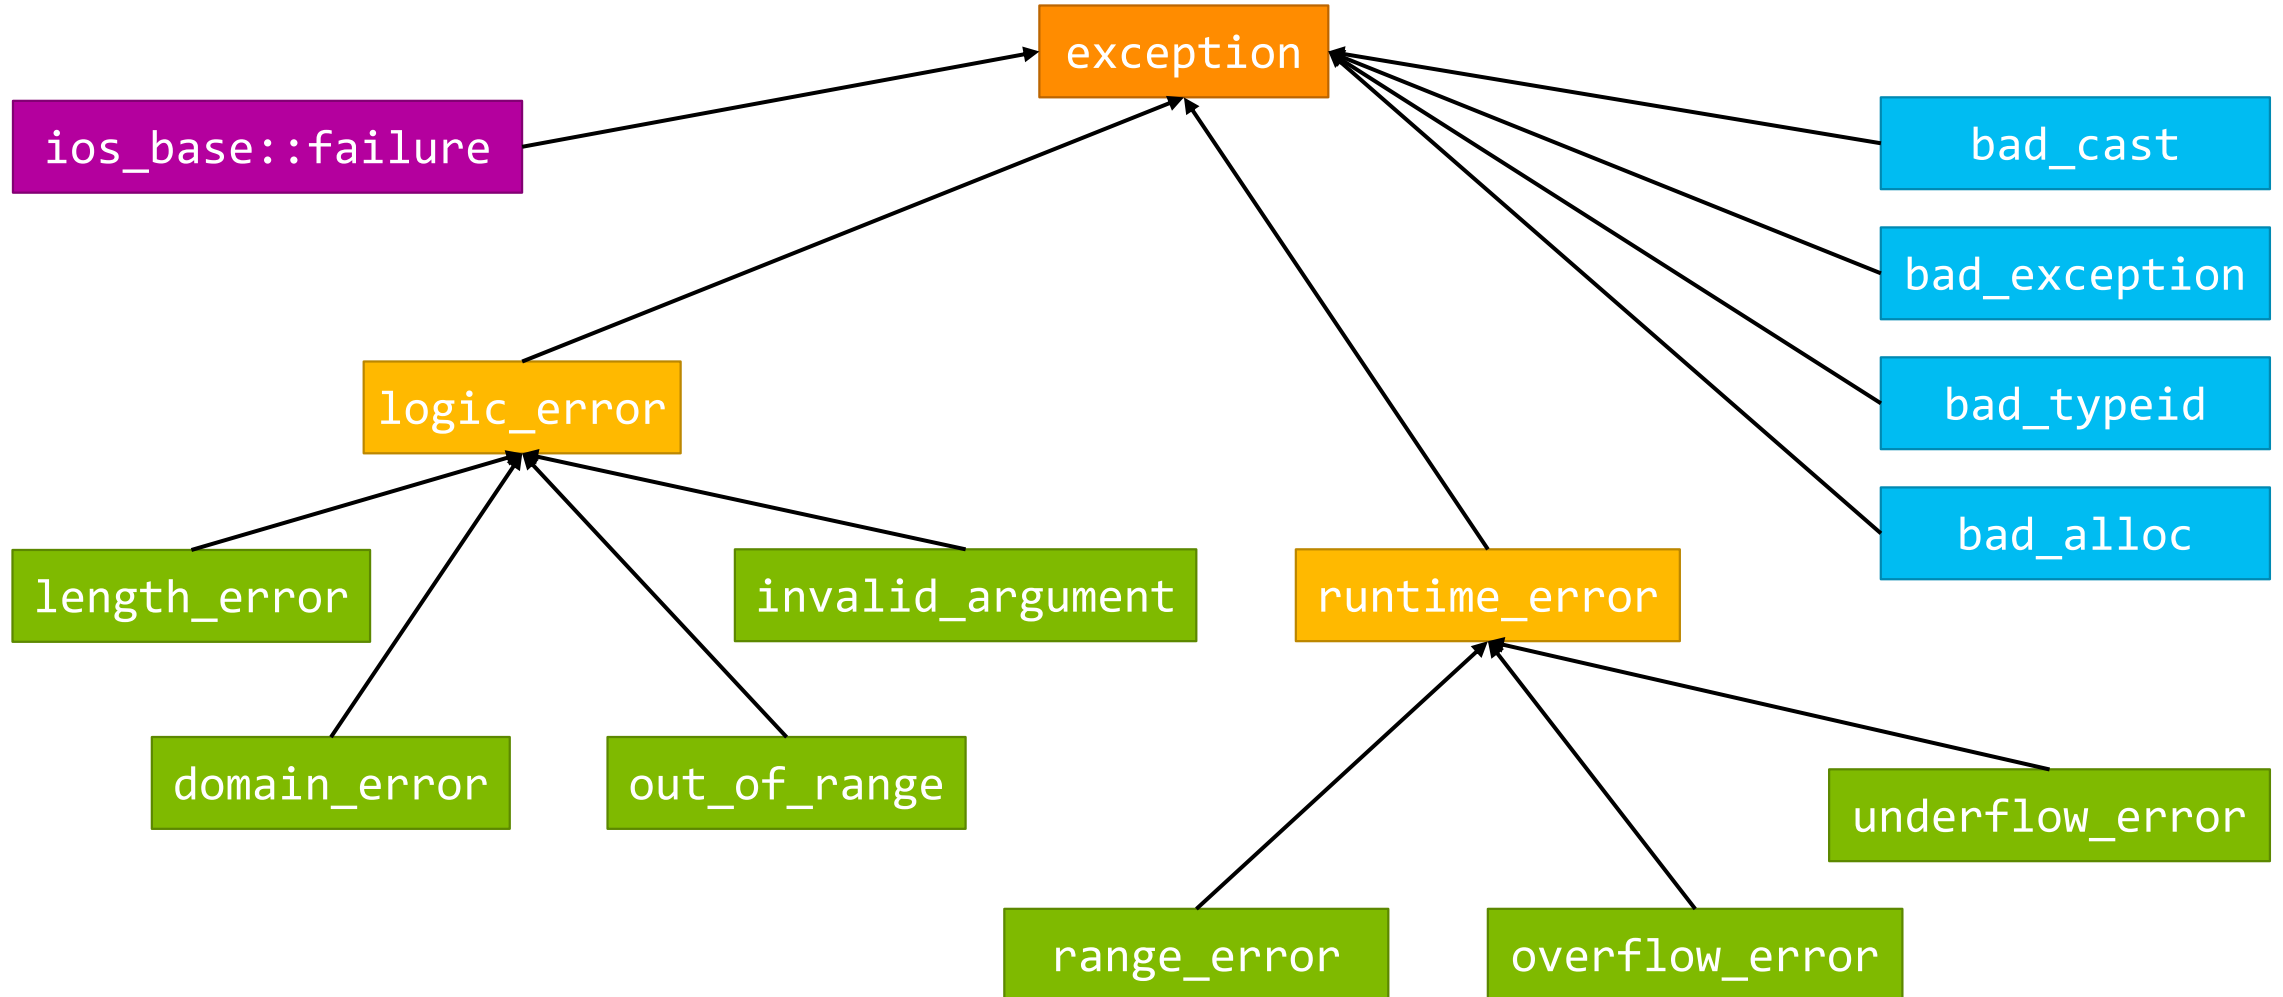 exception
ios_base::failure
bad_cast
bad_exception
logic_error
bad_typeid
bad_alloc
length_error
invalid_argument
runtime_error
domain_error
out_of_range
underflow_error
range_error
overflow_error